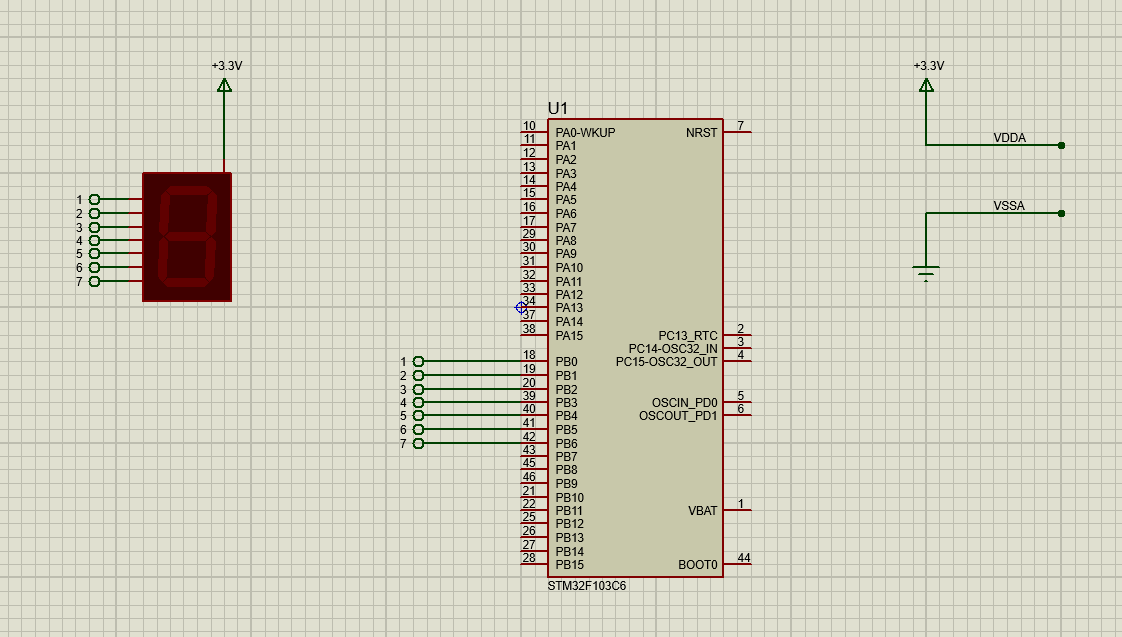 +3.3V
1
2
3
4
5
6
7
U1
10 PA0-WKUP NRST 7
11 PA1
12 PA2
13 PA3
14 PA4
15 PA5
16 PA6
17 PA7
29 PA8
30 PA9
31 PA10
32 PA11
33 PA12
34 PA13
37 PA14
38 PA15 PC13_RTC 2
PC14-OSC32_IN 3
1 18 PB0 PC15-OSC32_OUT 4
2 19 PB1
3 20 PB2
4 39 PB3 OSCIN_PD0 5
5 40 PB4 OSCOUT_PD1 6
6 41 PB5
7 42 PB6
43 PB7
45 PB8
46 PB9
21 PB10
22 PB11 VBAT 1
25 PB12
26 PB13
27 PB14
28 PB15 BOOT0 44
STM32F103C6
+3.3V
VDDA
VSSA